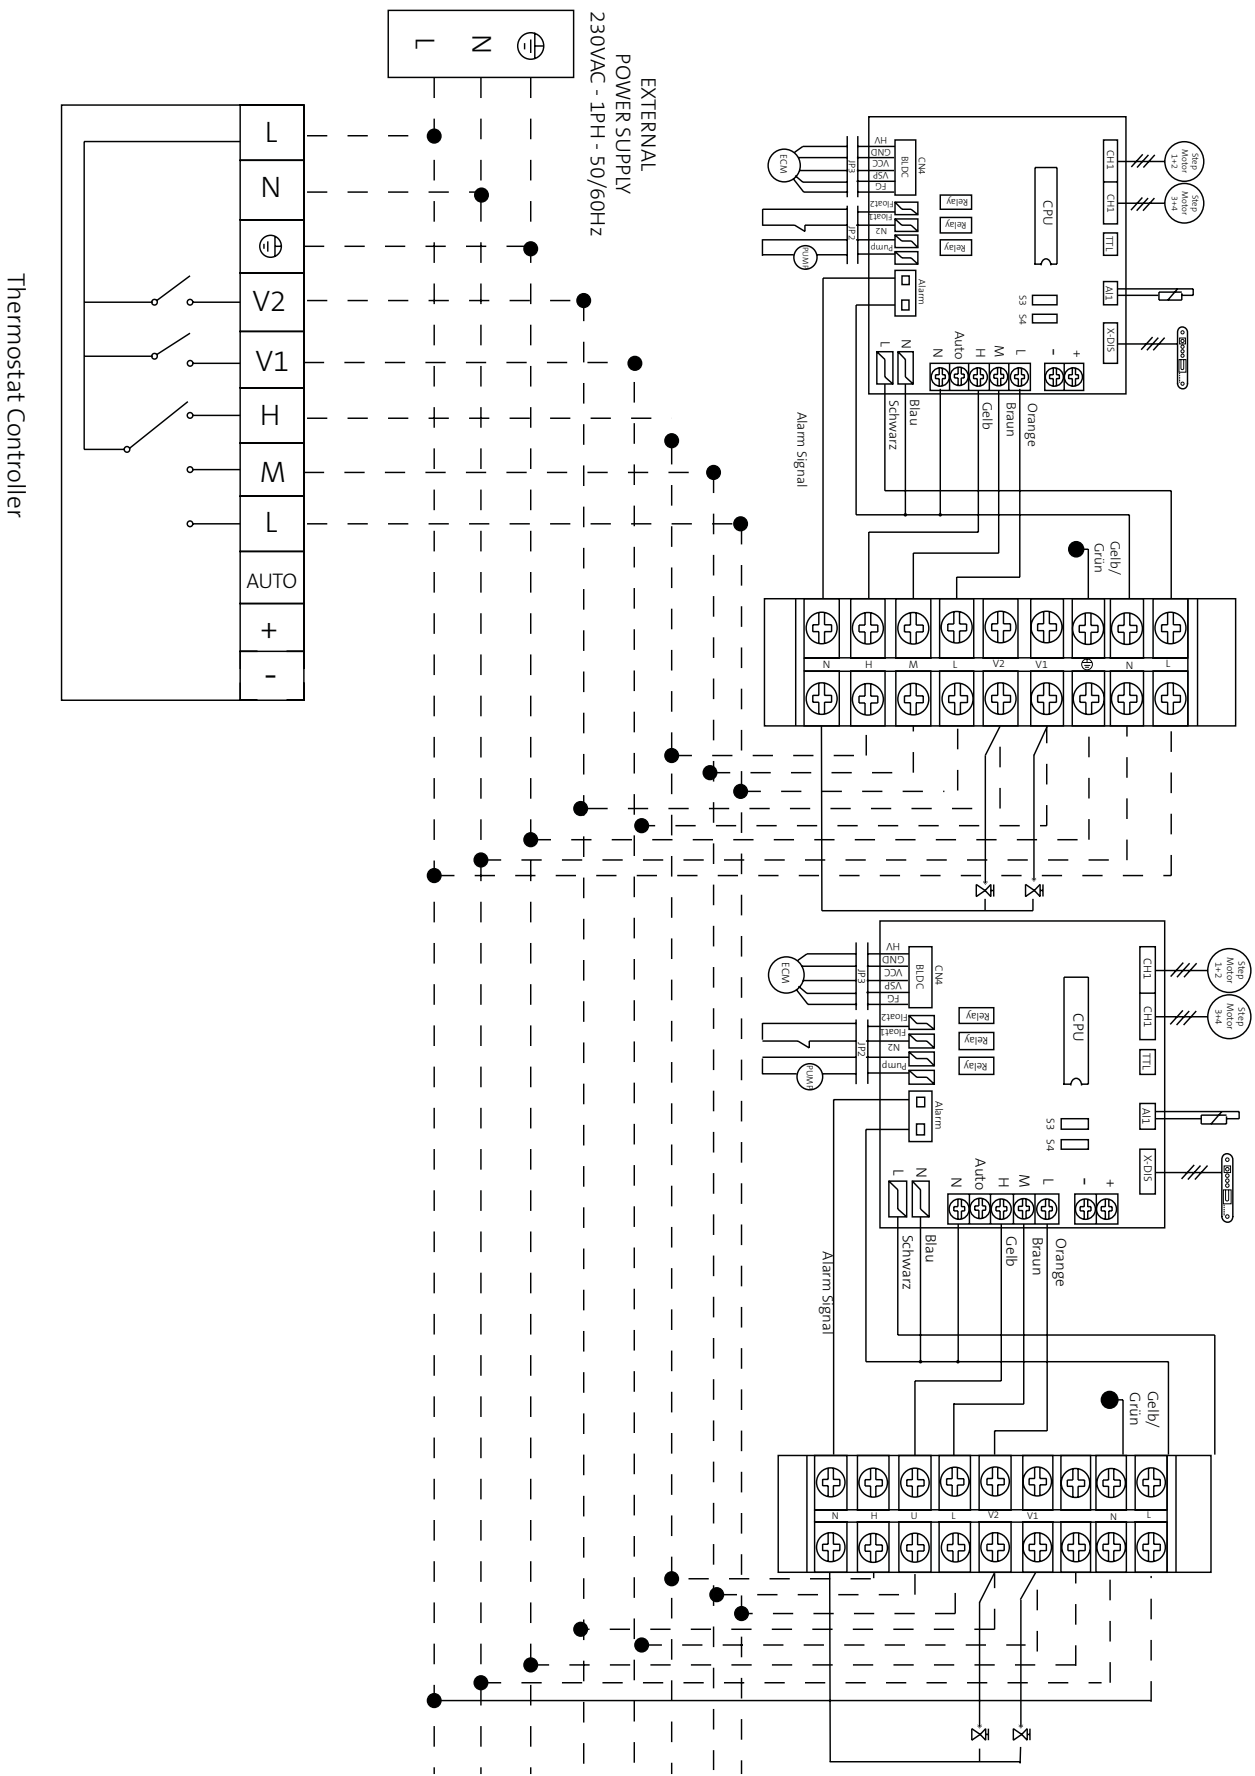 L
N
EXTERNAL
POWER SUPPLY
230VAC - 1PH - 50/60Hz
Thermostat Controller
L
N
V2
V1
H
M
L
AUTO
+
-
Step
Motor
1+2
Step
Motor
3+4
CH1
CH1
TTL
AI1
X-DIS
CPU
S3
S4
CN4
BLDC
HV
GND
VCC
VSP
FG
JP3
ECM
Float2
Float1
N2
Pump
JP2
PUMP
Relay
Relay
Relay
Alarm
L
N
N
Auto
H
M
L
-
+
Schwarz
Blau
Gelb
Braun
Orange
Alarm Signal
Gelb/
Grün
N
H
M
L
V2
V1
N
L
Step
Motor
1+2
Step
Motor
3+4
CH1
CH1
TTL
AI1
X-DIS
CPU
S3
S4
CN4
BLDC
HV
GND
VCC
VSP
FG
JP3
ECM
Float2
Float1
N2
Pump
JP2
PUMP
Relay
Relay
Relay
Alarm
L
N
N
Auto
H
M
L
-
+
Schwarz
Blau
Gelb
Braun
Orange
Alarm Signal
Gelb/
Grün
N
H
U
L
V2
V1
N
L